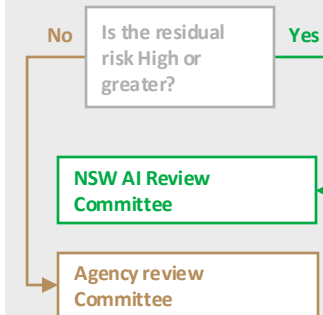 No
Is the residual
risk High or
greater?
Yes
NSW AI Review
Committee
Agency review
Committee